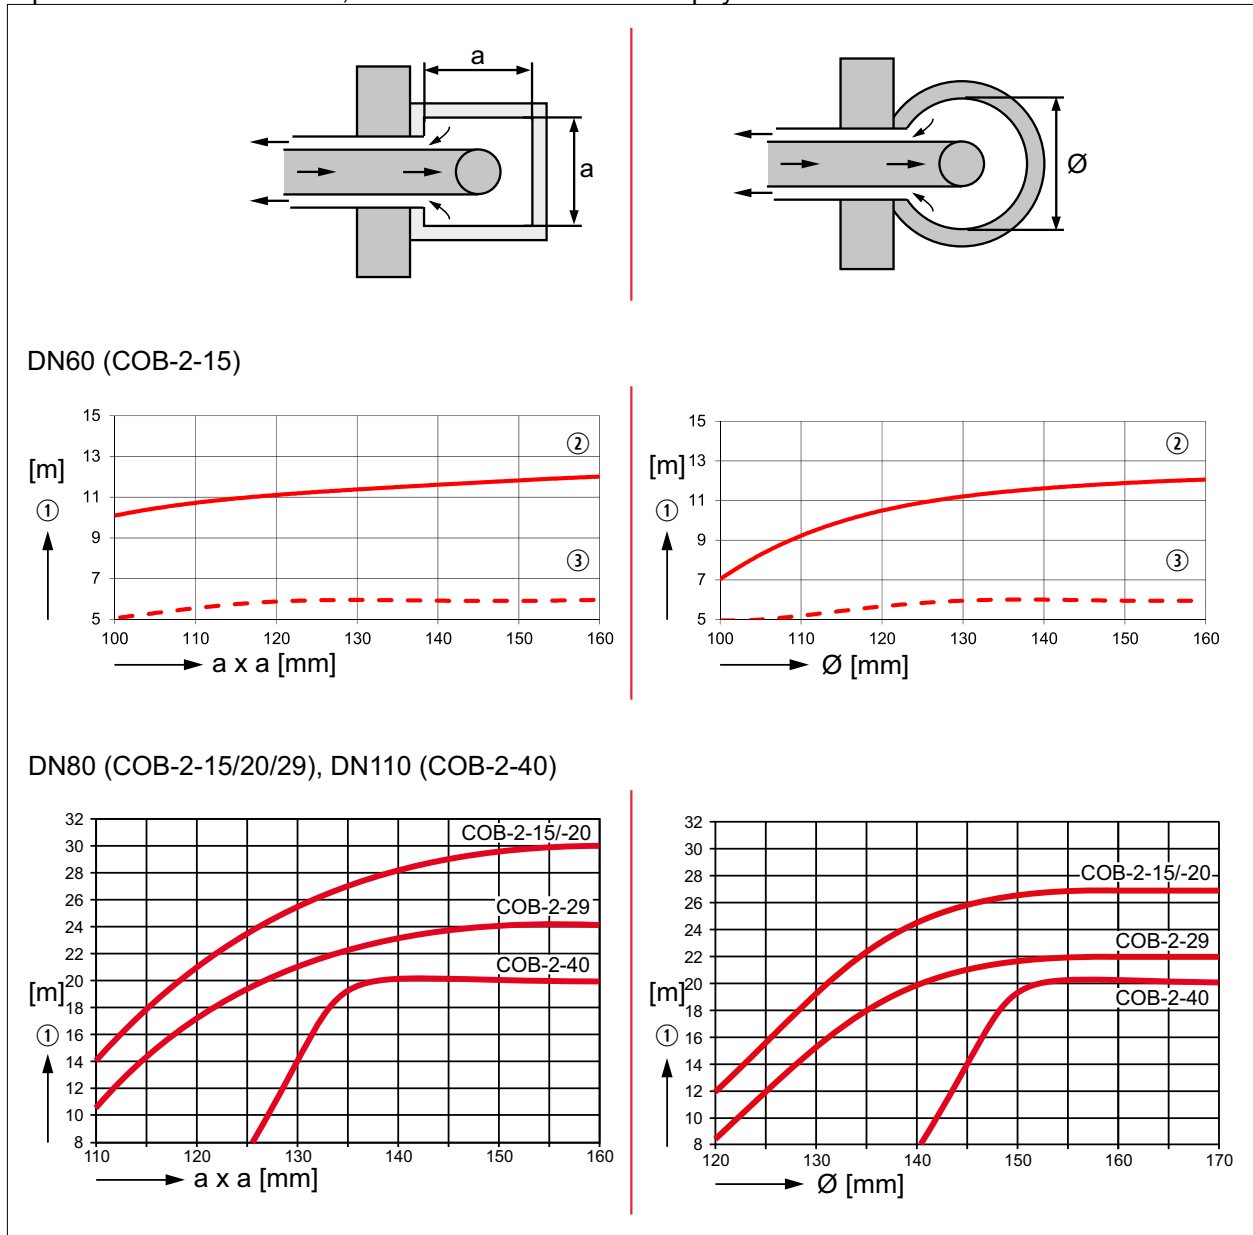 a
a
Ø
DN60 (COB-2-15)
15
13
11
9
7
5
[m]
①
②
③
100 110 120 130 140 150 160
a x a [mm]
15
13
11
9
7
5
[m]
①
②
③
100 110 120 130 140 150 160
Ø [mm]
DN80 (COB-2-15/20/29), DN110 (COB-2-40)
32
30
28
26
24
22
20
18
16
14
12
10
8
[m]
①
COB-2-15/-20
COB-2-29
COB-2-40
110 120 130 140 150 160
a x a [mm]
32
30
28
26
24
22
20
18
16
14
12
10
8
[m]
①
COB-2-15/-20
COB-2-29
COB-2-40
120 130 140 150 160 170
Ø [mm]